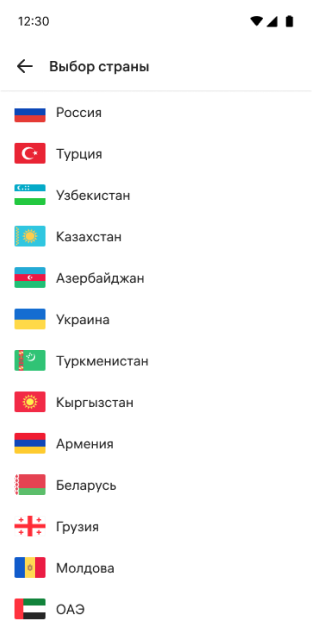 12:30
Выбор страны
Россия
Турция
Узбекистан
Казахстан
Азербайджан
Украина
Туркменистан
Кыргызстан
Армения
Беларусь
Грузия
Молдова
ОАЭ